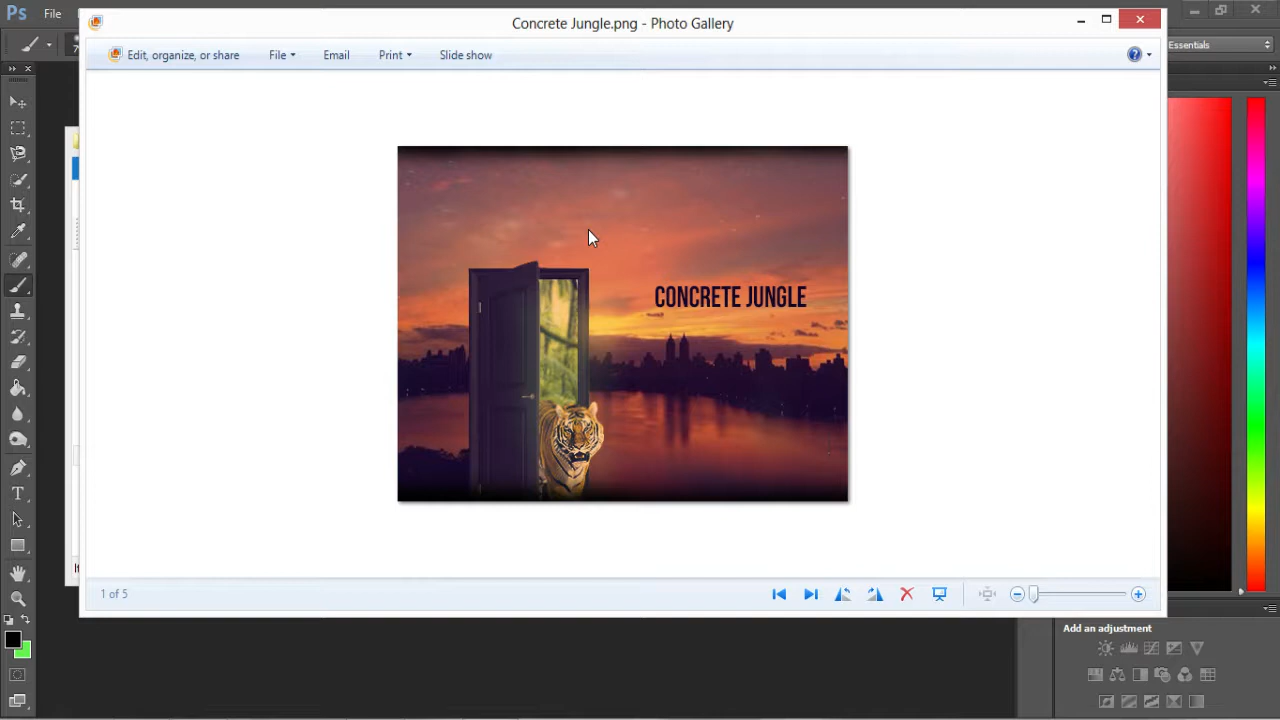 Ps File
Concrete Jungle.png - Photo Gallery
Essentials
Edit, organize, or share File Email Print Slide show
CONCRETE JUNGLE
1 of 5
Add an adjustment